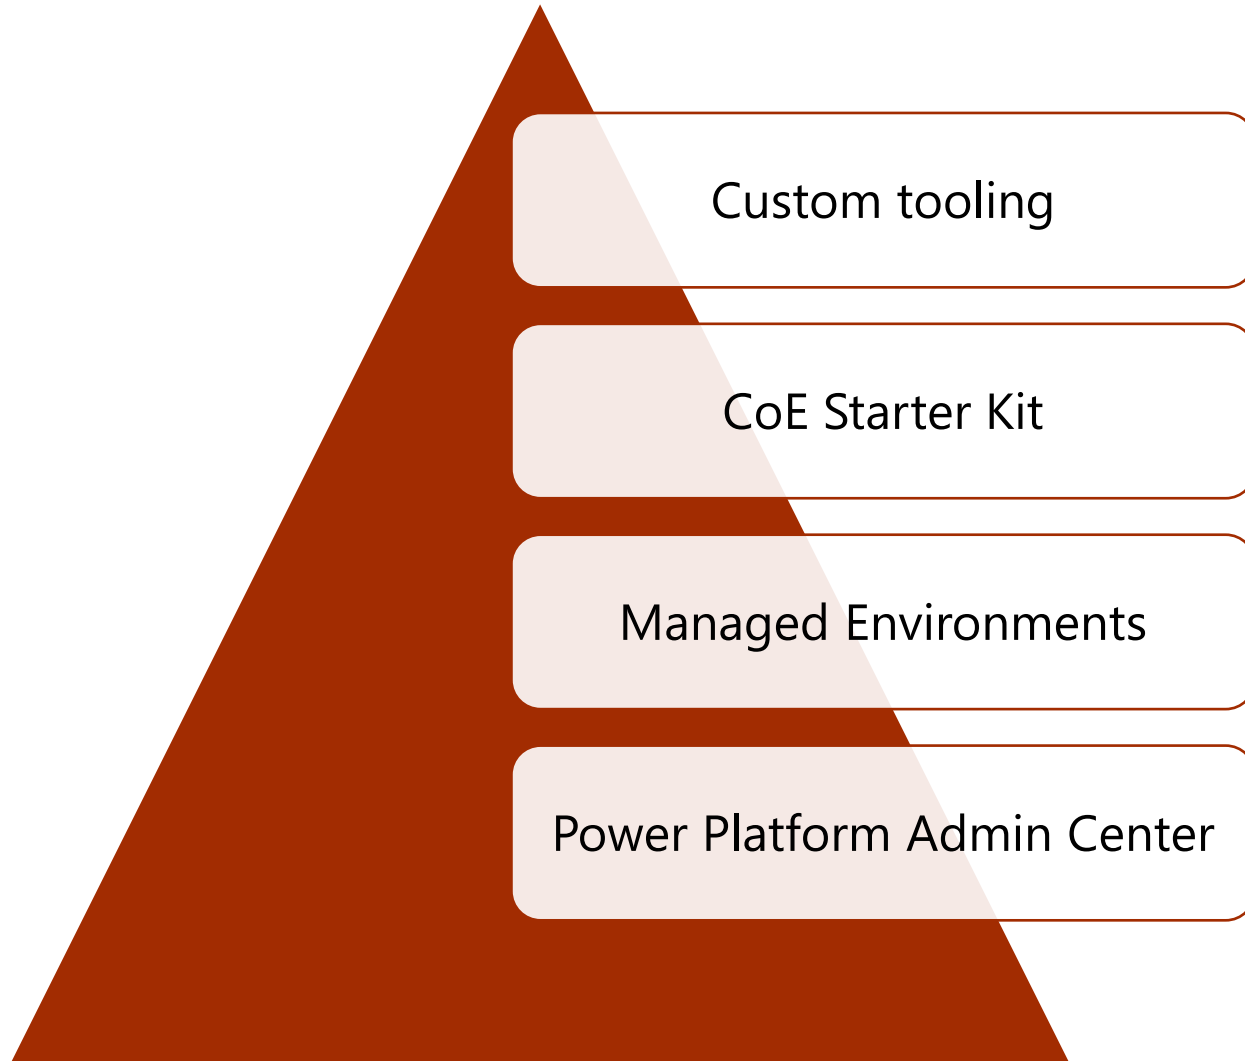 Custom tooling
CoE Starter Kit
Managed Environments
Power Platform Admin Center